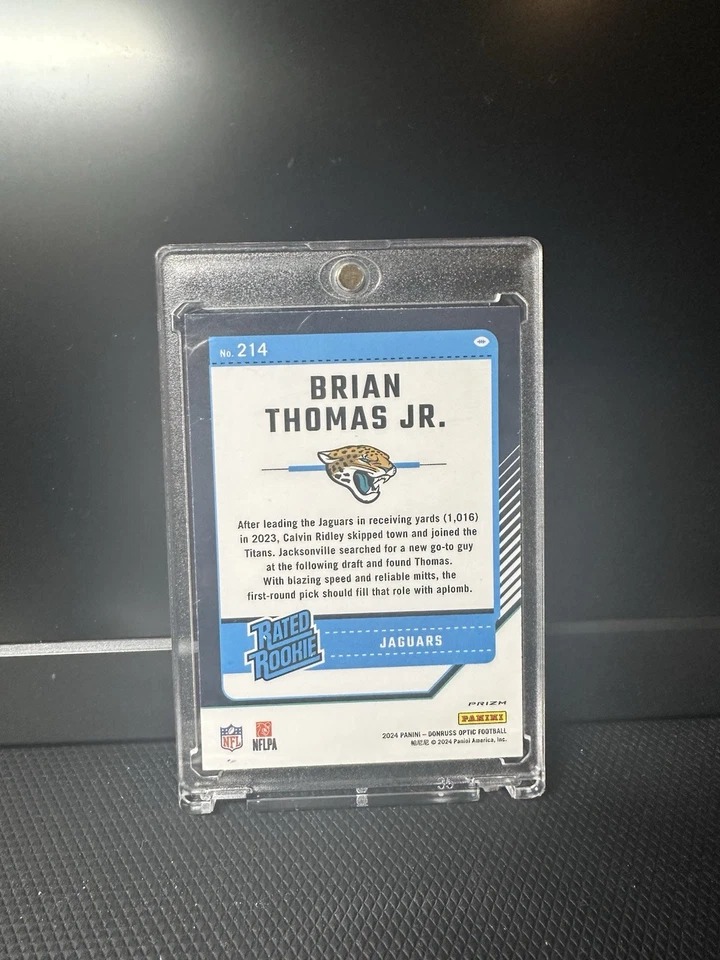 No. 214
BRIAN
THOMAS JR.
After leading the Jaguars in receiving yards (1,016)
in 2023, Calvin Ridley skipped town and joined the
Titans. Jacksonville searched for a new go-to guy
at the following draft and found Thomas.
With blazing speed and reliable mitts, the
first-round pick should fill that role with aplomb.
RATED
ROOKIE
JAGUARS
PRIZM
PANINI
NFL
NFLPA
2024 PANINI – DONRUSS OPTIC FOOTBALL
帕尼尼 © 2024 Panini America, Inc.